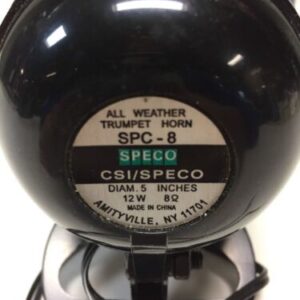 ALL WEATHER
TRUMPET HORN
SPC-8
SPECO
CSI/SPECO
DIAM. 5 INCHES
12W 8Ω
MADE IN CHINA
AMITYVILLE, NY 11701